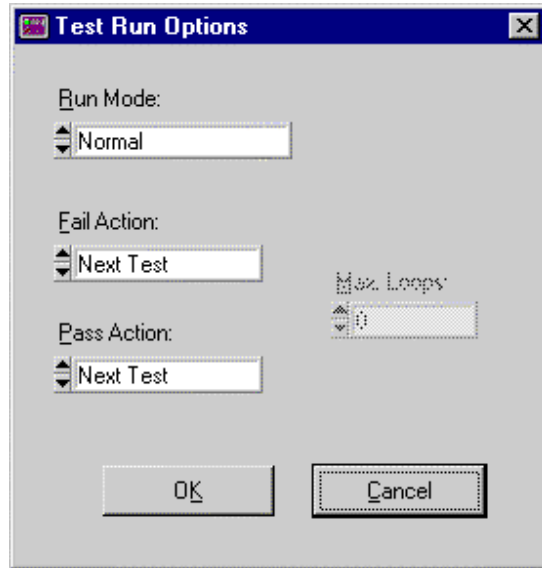 Test Run Options
Run Mode:
Normal
Fail Action:
Next Test
Max. Loops:
0
Pass Action:
Next Test
OK
Cancel